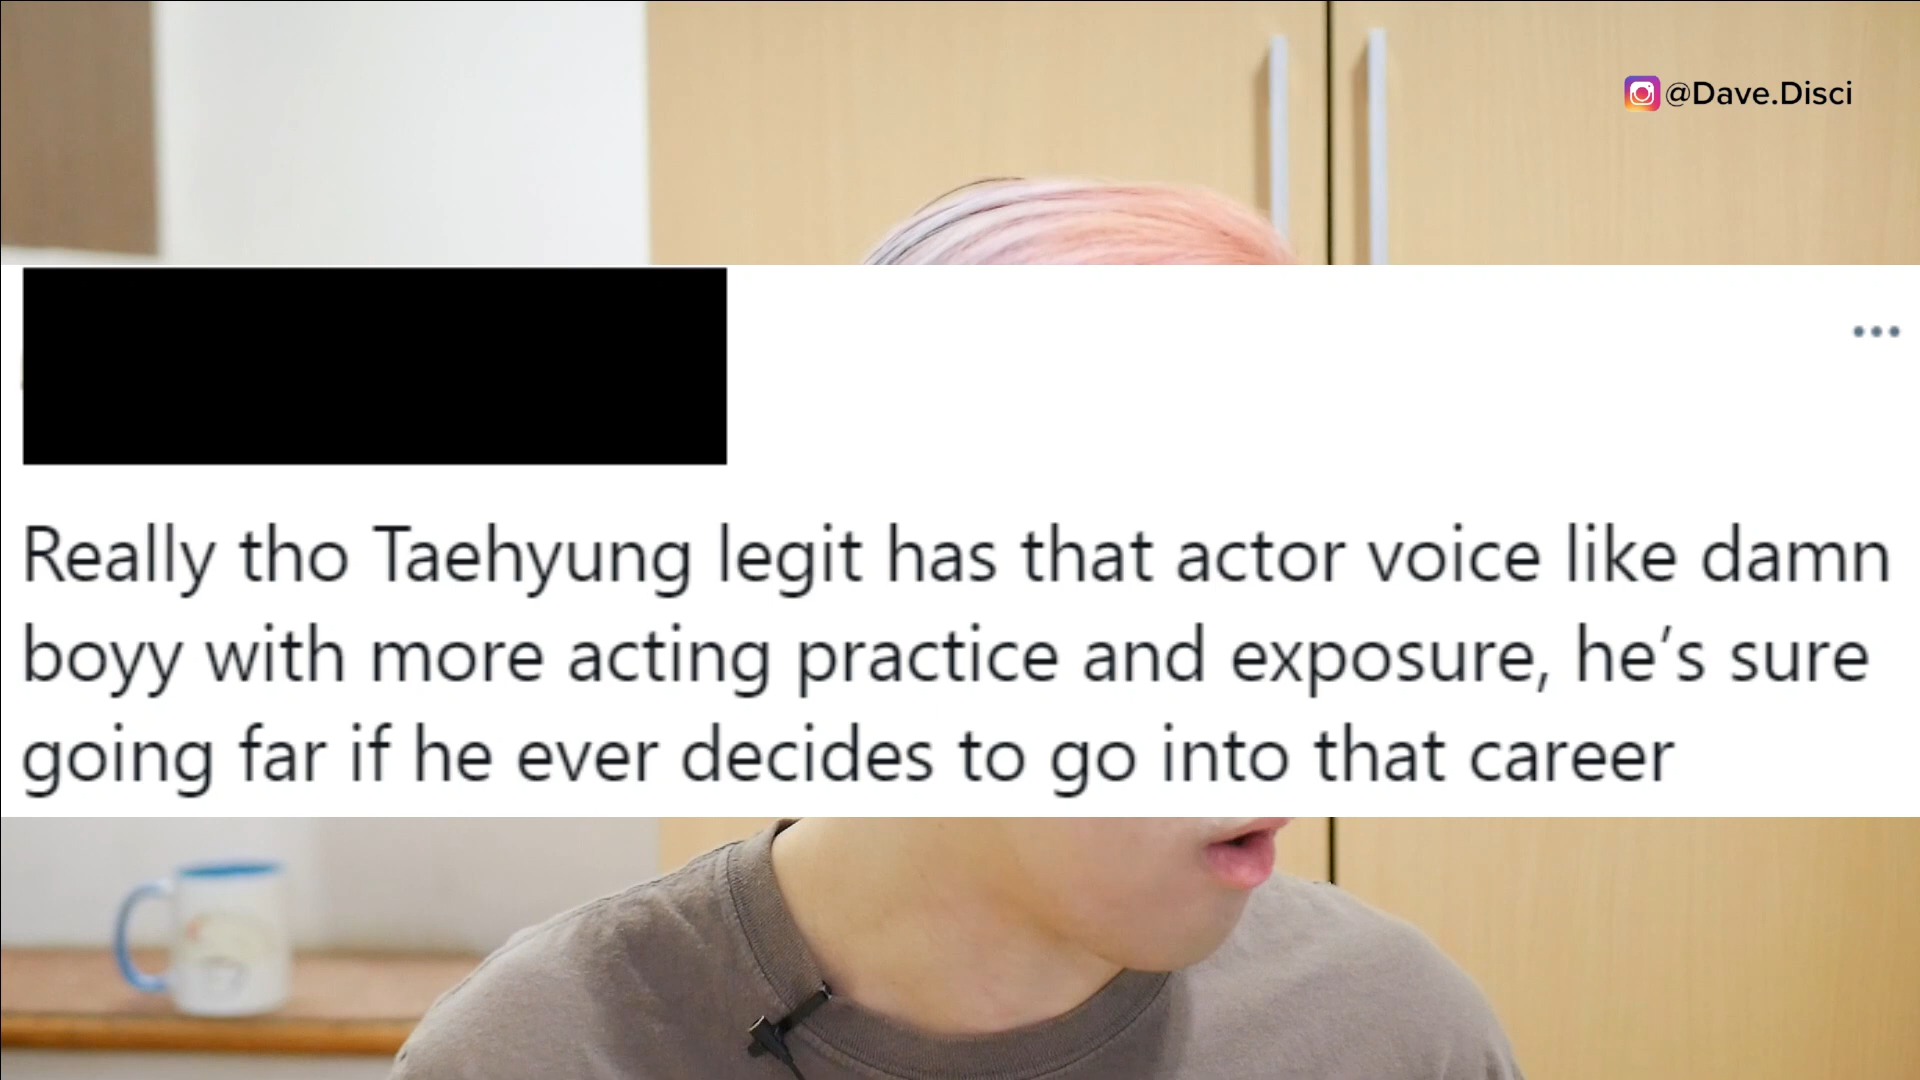 @Dave.Disci
Really tho Taehyung legit has that actor voice like damn
boyy with more acting practice and exposure, he's sure
going far if he ever decides to go into that career